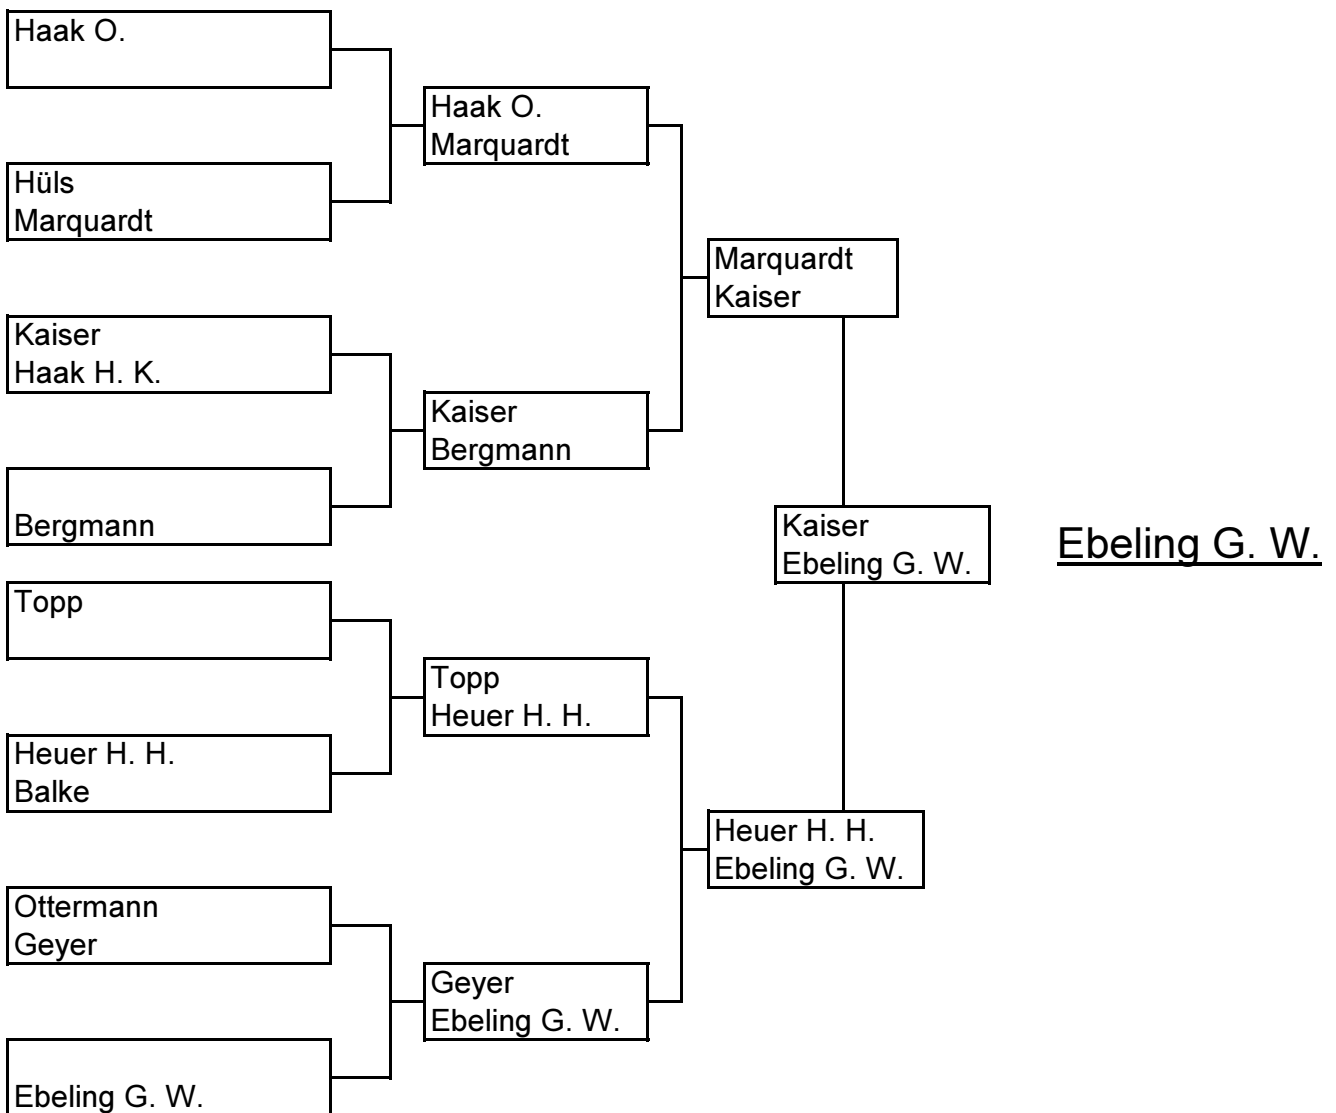 Haak O.
Hüls
Marquardt
Kaiser
Haak H. K.
Bergmann
Topp
Heuer H. H.
Balke
Ottermann
Geyer
Ebeling G. W.
Haak O.
Marquardt
Kaiser
Bergmann
Topp
Heuer H. H.
Geyer
Ebeling G. W.
Marquardt
Kaiser
Heuer H. H.
Ebeling G. W.
Kaiser
Ebeling G. W.
Ebeling G. W.